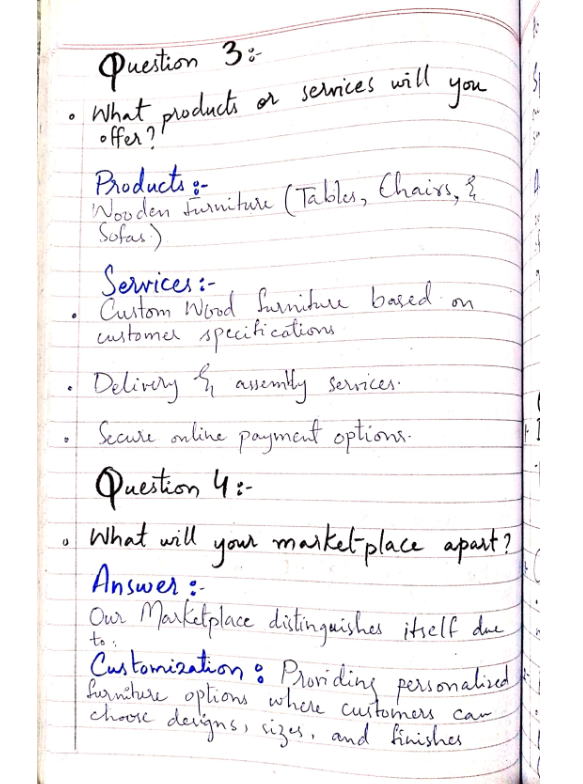 Question 3:-
• What products or services will you
offer?
Products:-
Wooden Furniture (Tables, Chairs, &
Sofas.)
Services:-
• Custom Wood furniture based on
customer specifications
• Delivery & assembly services.
• Secure online payment options.
Question 4:-
• What will your market-place apart?
Answer:-
Our Marketplace distinguishes itself due
to:
Customization: Providing personalized
furniture options where customers can
choose designs, sizes, and finishes